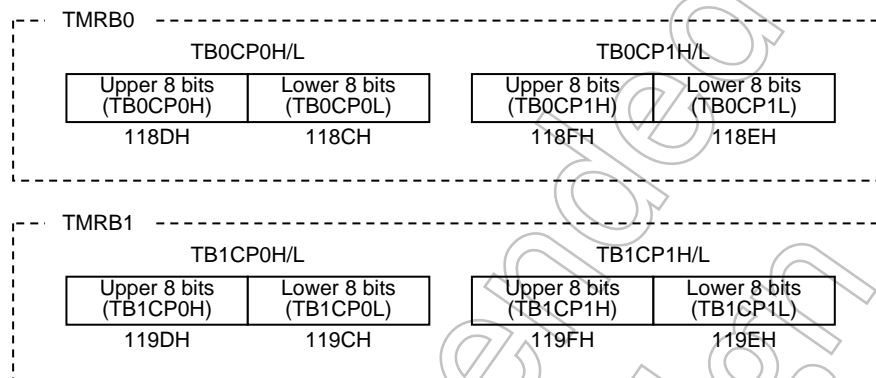 TMRB0
TB0CP0H/L TB0CP1H/L
Upper 8 bits Lower 8 bits Upper 8 bits Lower 8 bits
(TB0CP0H) (TB0CP0L) (TB0CP1H) (TB0CP1L)
118DH 118CH 118FH 118EH
TMRB1
TB1CP0H/L TB1CP1H/L
Upper 8 bits Lower 8 bits Upper 8 bits Lower 8 bits
(TB1CP0H) (TB1CP0L) (TB1CP1H) (TB1CP1L)
119DH 119CH 119FH 119EH